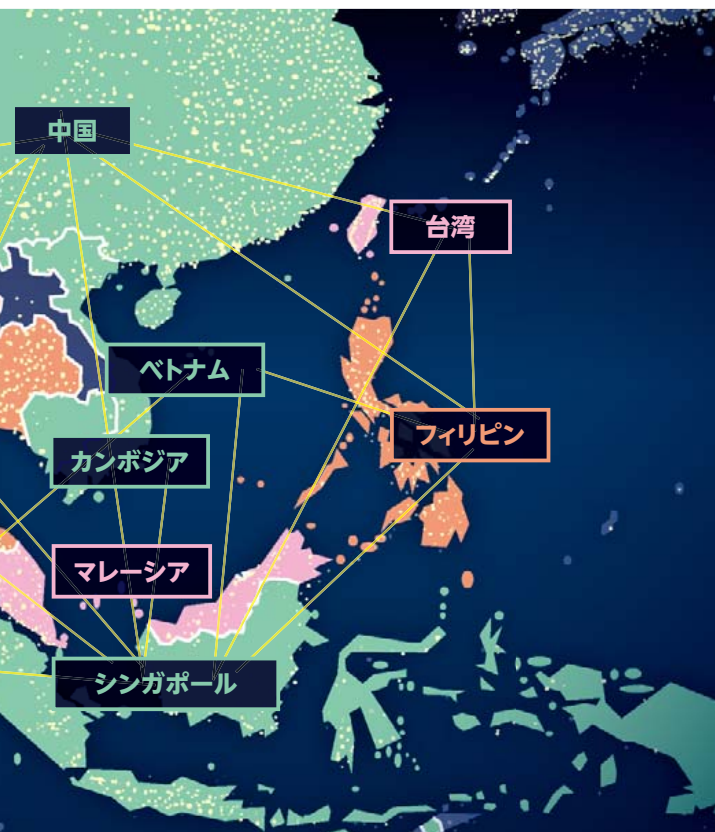 中国
台湾
ベトナム
フィリピン
カンボジア
マレーシア
シンガポール